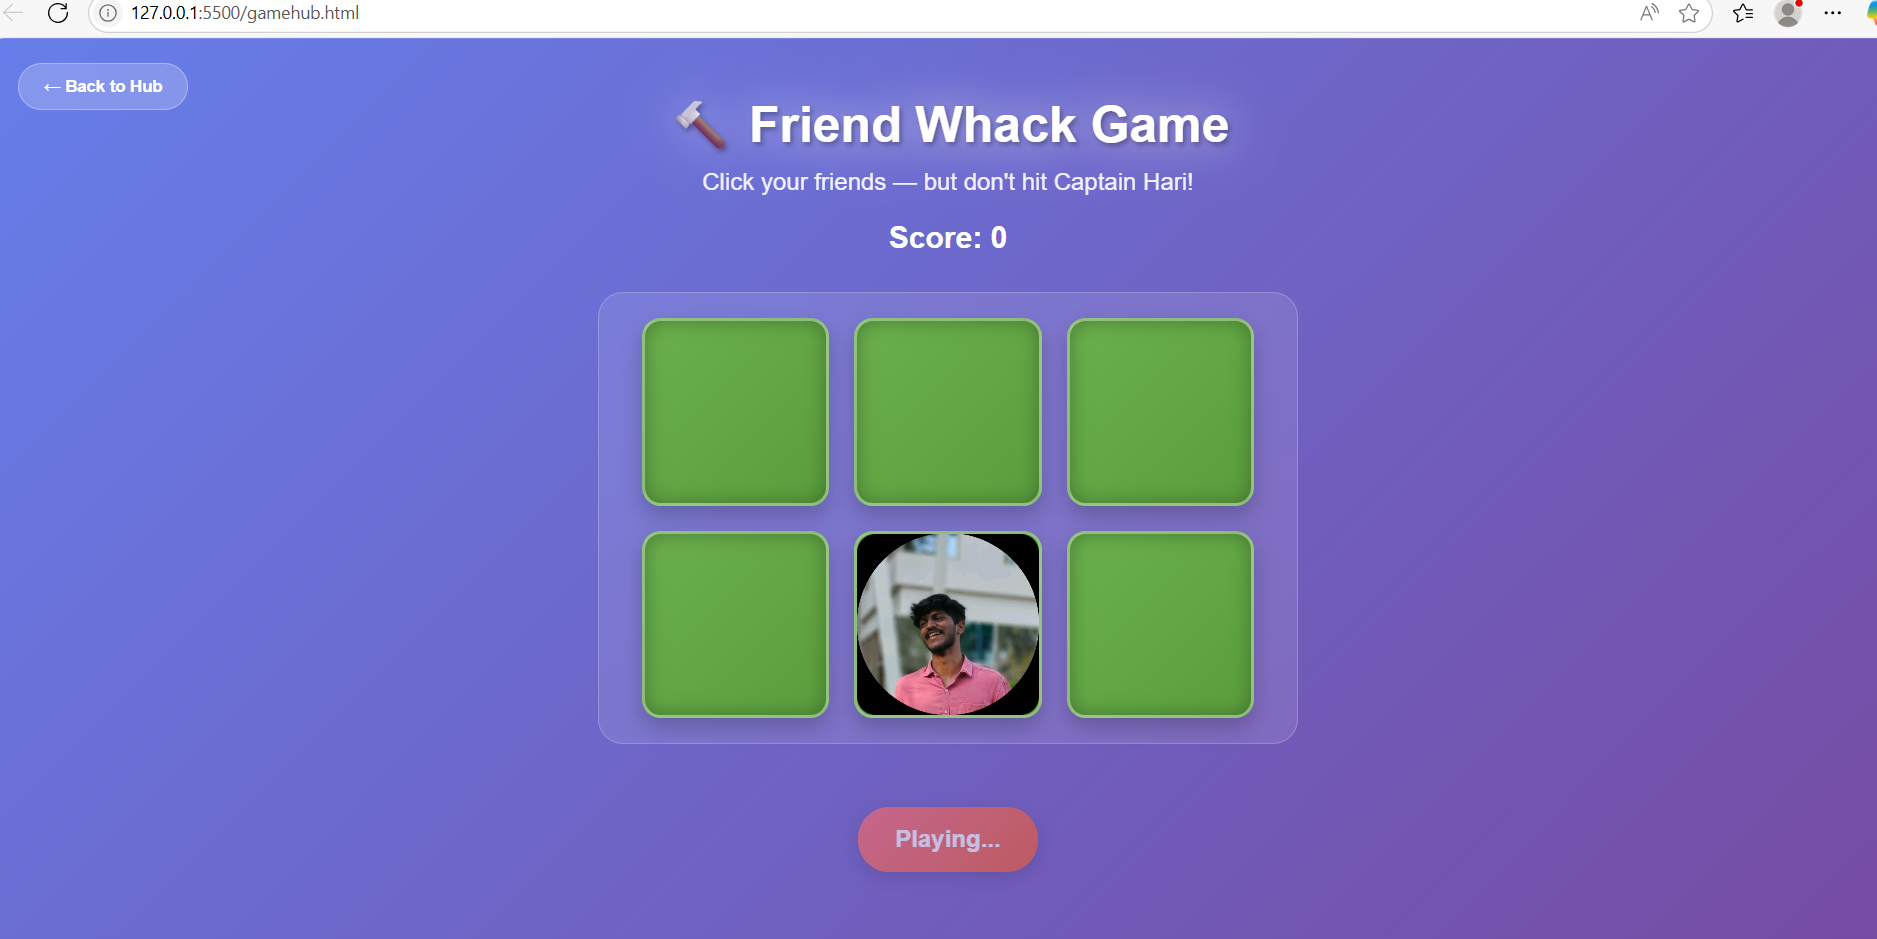 127.0.0.1:5500/gamehub.html
← Back to Hub
Friend Whack Game
Click your friends — but don't hit Captain Hari!
Score: 0
Playing...